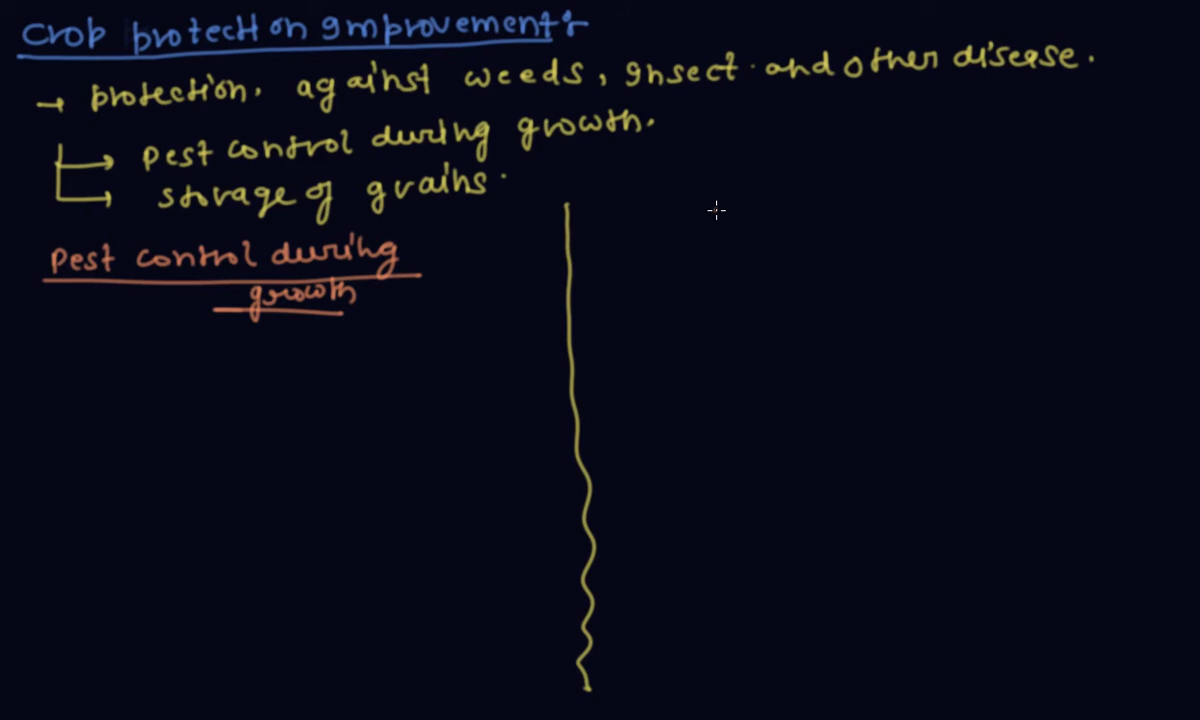 Crop protection Improvement:
→ protection. against weeds, Insect and other disease.
→ pest control during growth.
→ storage of grains.
Pest control during
growth